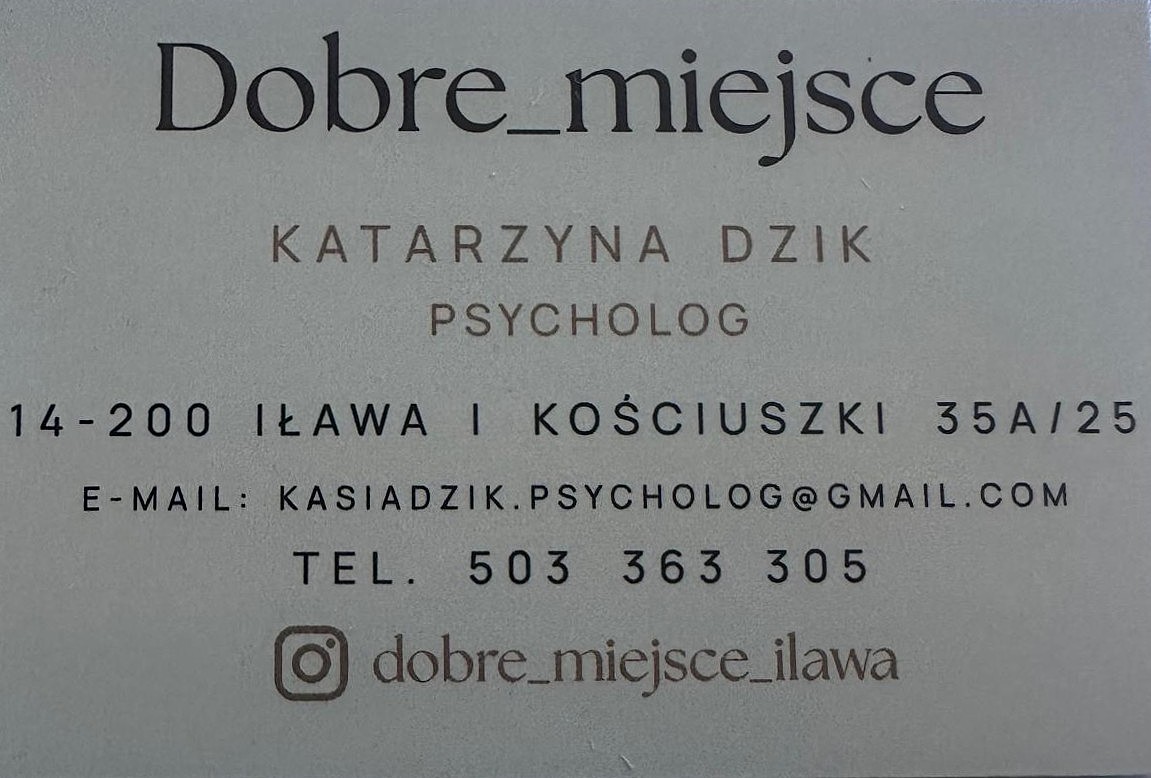 Dobre_miejsce
KATARZYNA DZIK
PSYCHOLOG
14-200 IŁAWA I KOŚCIUSZKI 35A/25
E-MAIL: KASIADZIK.PSYCHOLOG@GMAIL.COM
TEL. 503 363 305
dobre_miejsce_ilawa